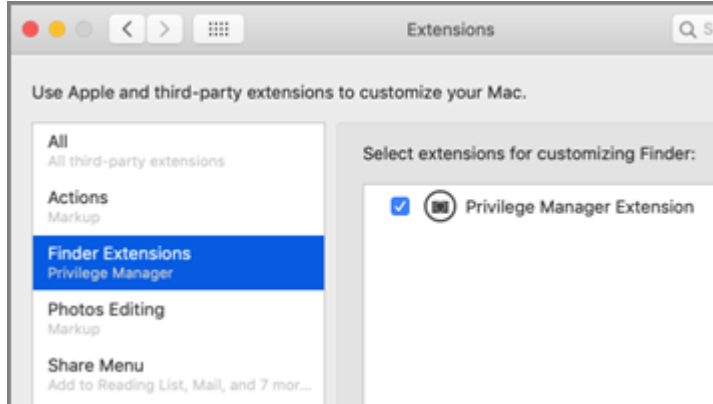 Extensions
S
Use Apple and third-party extensions to customize your Mac.
All
All third-party extensions
Actions
Markup
Finder Extensions
Privilege Manager
Photos Editing
Markup
Share Menu
Add to Reading List, Mail, and 7 mor...
Select extensions for customizing Finder:
Privilege Manager Extension